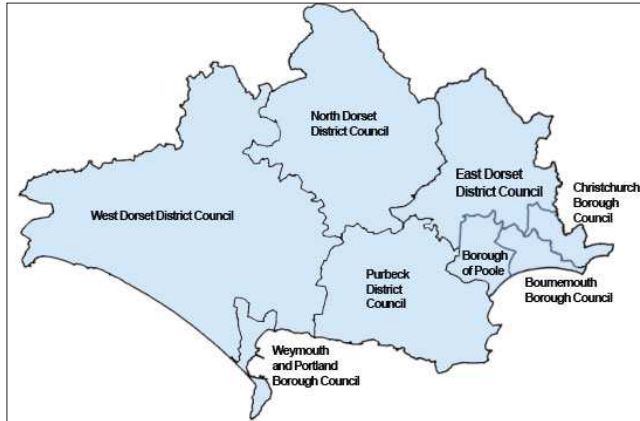 North Dorset
District Council
East Dorset
District Council
Christchurch
Borough
Council
West Dorset District Council
Borough
of Poole
Purbeck
District
Council
Bournemouth
Borough Council
Weymouth
and Portland
Borough Council